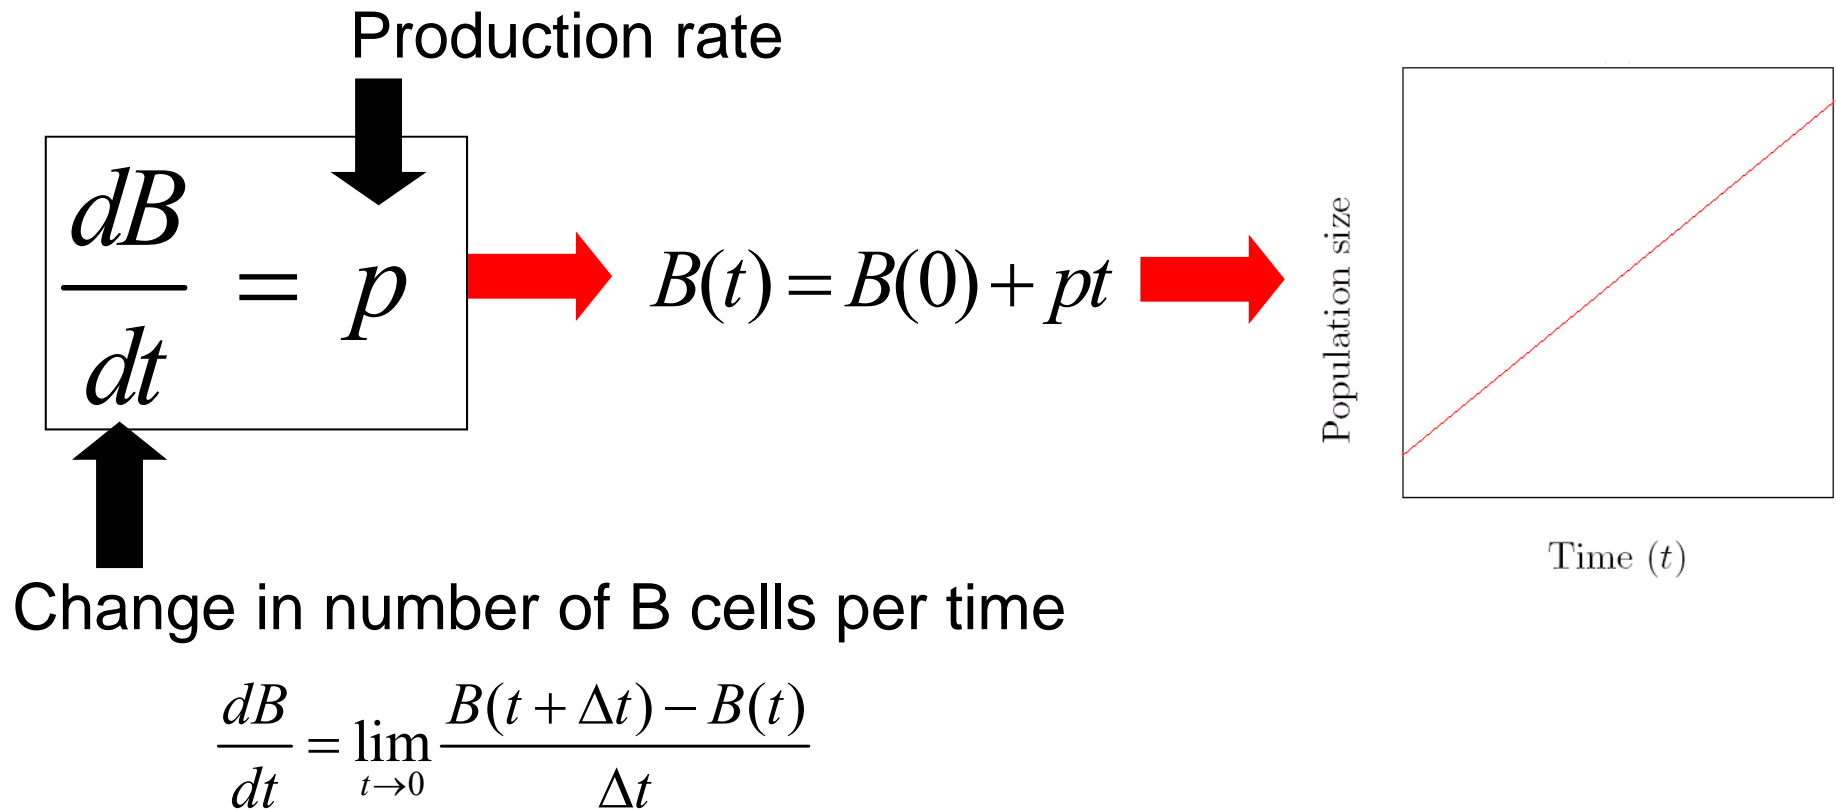 Production rate
dB/dt = p
B(t) = B(0) + pt
Population size
Time (t)
Change in number of B cells per time
dB/dt = lim t→0 B(t + Δt) − B(t) / Δt